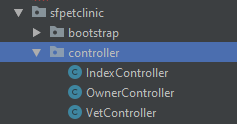 sfpetclinic
bootstrap
controller
IndexController
OwnerController
VetController